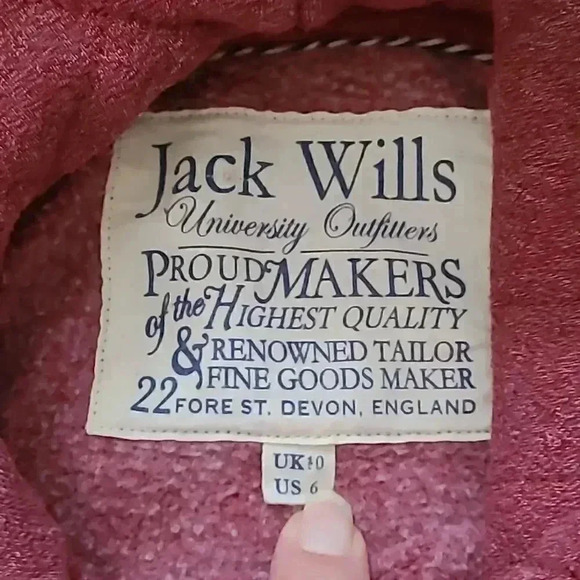 Jack Wills
University Outfitters
PROUD MAKERS
of the HIGHEST QUALITY
& RENOWNED TAILOR
FINE GOODS MAKER
22 FORE ST. DEVON, ENGLAND
UK 10
US 6